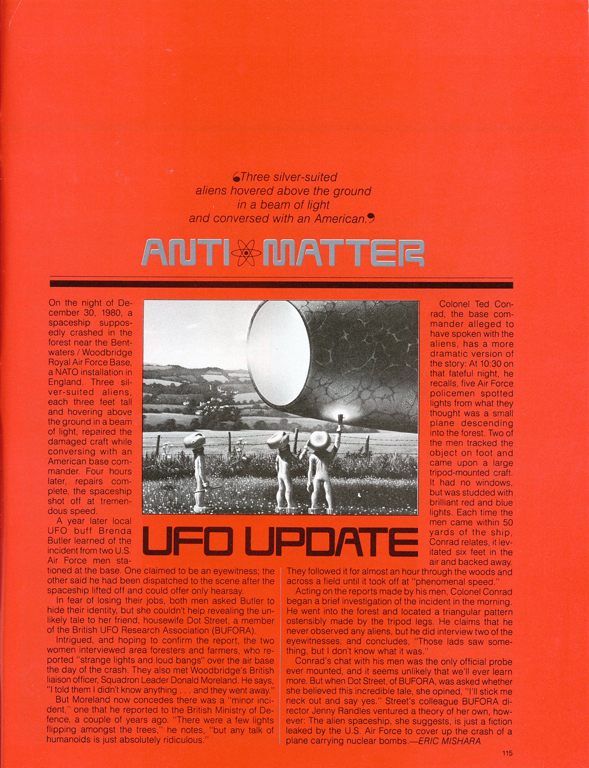 ❛Three silver-suited
aliens hovered above the ground
in a beam of light
and conversed with an American.❜
ANTI MATTER
On the night of De-
cember 30, 1980, a
spaceship suppos-
edly crashed in the
forest near the Bent-
waters / Woodbridge
Royal Air Force Base,
a NATO installation in
England. Three sil-
ver-suited aliens,
each three feet tall
and hovering above
the ground in a beam
of light, repaired the
damaged craft while
conversing with an
American base com-
mander. Four hours
later, repairs com-
plete, the spaceship
shot off at tremen-
dous speed.
A year later local
UFO buff Brenda
Butler learned of the
incident from two U.S.
Air Force men sta-
tioned at the base. One claimed to be an eyewitness; the
other said he had been dispatched to the scene after the
spaceship lifted off and could offer only hearsay.
In fear of losing their jobs, both men asked Butler to
hide their identity, but she couldn't help revealing the un-
likely tale to her friend, housewife Dot Street, a member
of the British UFO Research Association (BUFORA).
Intrigued, and hoping to confirm the report, the two
women interviewed area foresters and farmers, who re-
ported "strange lights and loud bangs" over the air base
the day of the crash. They also met Woodbridge's British
liaison officer, Squadron Leader Donald Moreland. He says,
"I told them I didn't know anything . . . and they went away."
But Moreland now concedes there was a "minor inci-
dent," one that he reported to the British Ministry of De-
fence, a couple of years ago. "There were a few lights
flipping amongst the trees," he notes, "but any talk of
humanoids is just absolutely ridiculous."
UFO UPDATE
Colonel Ted Con-
rad, the base com-
mander alleged to
have spoken with the
aliens, has a more
dramatic version of
the story: At 10:30 on
that fateful night, he
recalls, five Air Force
policemen spotted
lights from what they
thought was a small
plane descending
into the forest. Two of
the men tracked the
object on foot and
came upon a large
tripod-mounted craft.
It had no windows,
but was studded with
brilliant red and blue
lights. Each time the
men came within 50
yards of the ship,
Conrad relates, it lev-
itated six feet in the
air and backed away.
They followed it for almost an hour through the woods and
across a field until it took off at "phenomenal speed."
Acting on the reports made by his men, Colonel Conrad
began a brief investigation of the incident in the morning.
He went into the forest and located a triangular pattern
ostensibly made by the tripod legs. He claims that he
never observed any aliens, but he did interview two of the
eyewitnesses, and concludes, "Those lads saw some-
thing, but I don't know what it was."
Conrad's chat with his men was the only official probe
ever mounted, and it seems unlikely that we'll ever learn
more. But when Dot Street, of BUFORA, was asked whether
she believed this incredible tale, she opined, "I'll stick me
neck out and say yes." Street's colleague BUFORA di-
rector Jenny Randles ventured a theory of her own, how-
ever: The alien spaceship, she suggests, is just a fiction
leaked by the U.S. Air Force to cover up the crash of a
plane carrying nuclear bombs.—ERIC MISHARA
115